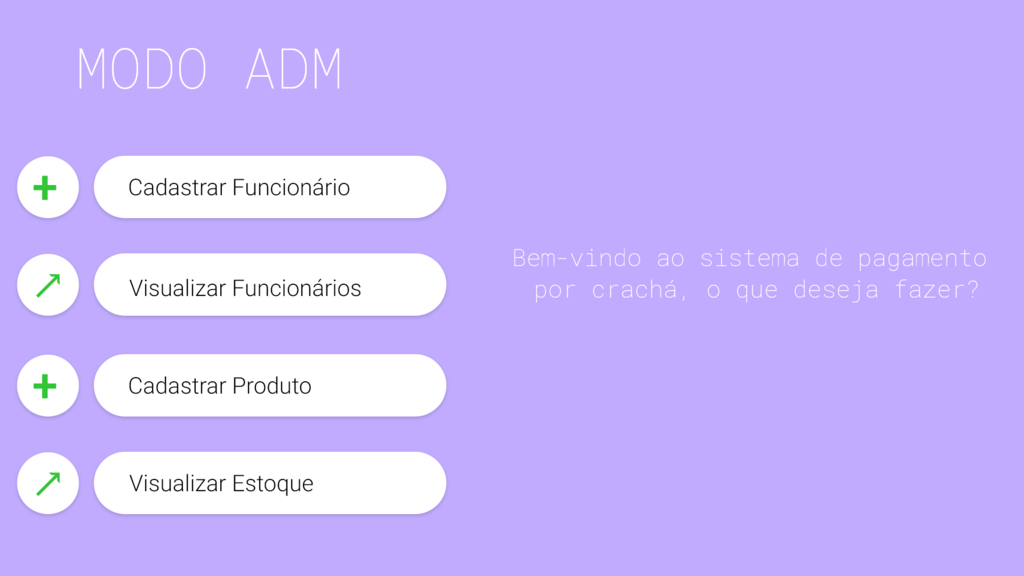 MODO ADM
Cadastrar Funcionário
Visualizar Funcionários
Cadastrar Produto
Visualizar Estoque
Bem-vindo ao sistema de pagamento
por crachá, o que deseja fazer?